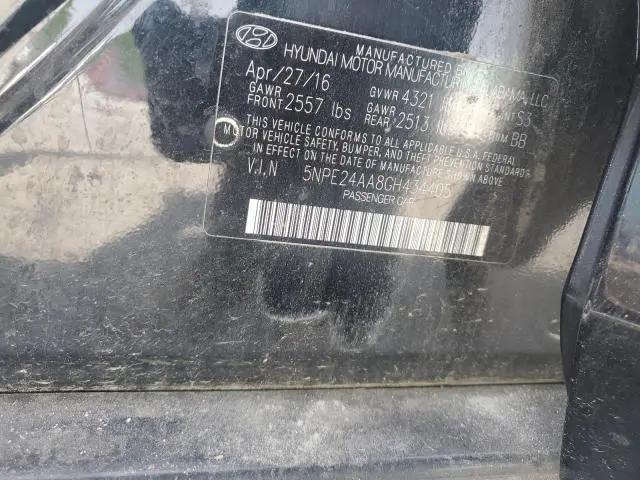 MANUFACTURED BY
HYUNDAI MOTOR MANUFACTURING ALABAMA, LLC
Apr/27/16 GVWR 4321
GAWR FRONT 2557 lbs GAWR REAR 2513 BB
THIS VEHICLE CONFORMS TO ALL APPLICABLE U.S.A. FEDERAL
MOTOR VEHICLE SAFETY, BUMPER, AND THEFT PREVENTION STANDARDS
IN EFFECT ON THE DATE OF MANUFACTURE SHOWN ABOVE
V.I.N 5NPE24AA8GH434405
PASSENGER CAR